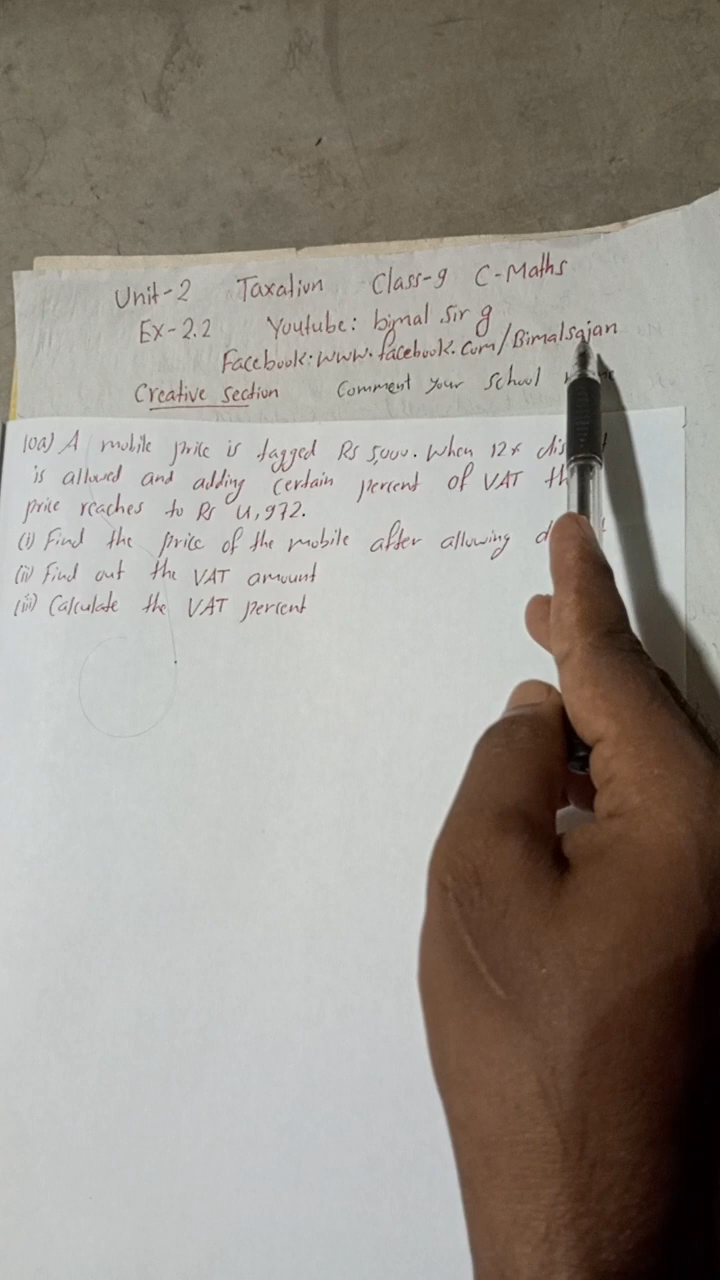 Unit-2 Taxation Class-9 C-Maths
Ex-2.2 Youtube: bimal sir g
Facebook: www.facebook.com/Bimalsajan
Creative section Comment your school
10a) A mobile price is tagged Rs 5,000. When 12%
is allowed and adding certain percent of VAT
price reaches to Rs 4,972.
(i) Find the price of the mobile after allowing
(ii) Find out the VAT amount
(iii) Calculate the VAT percent